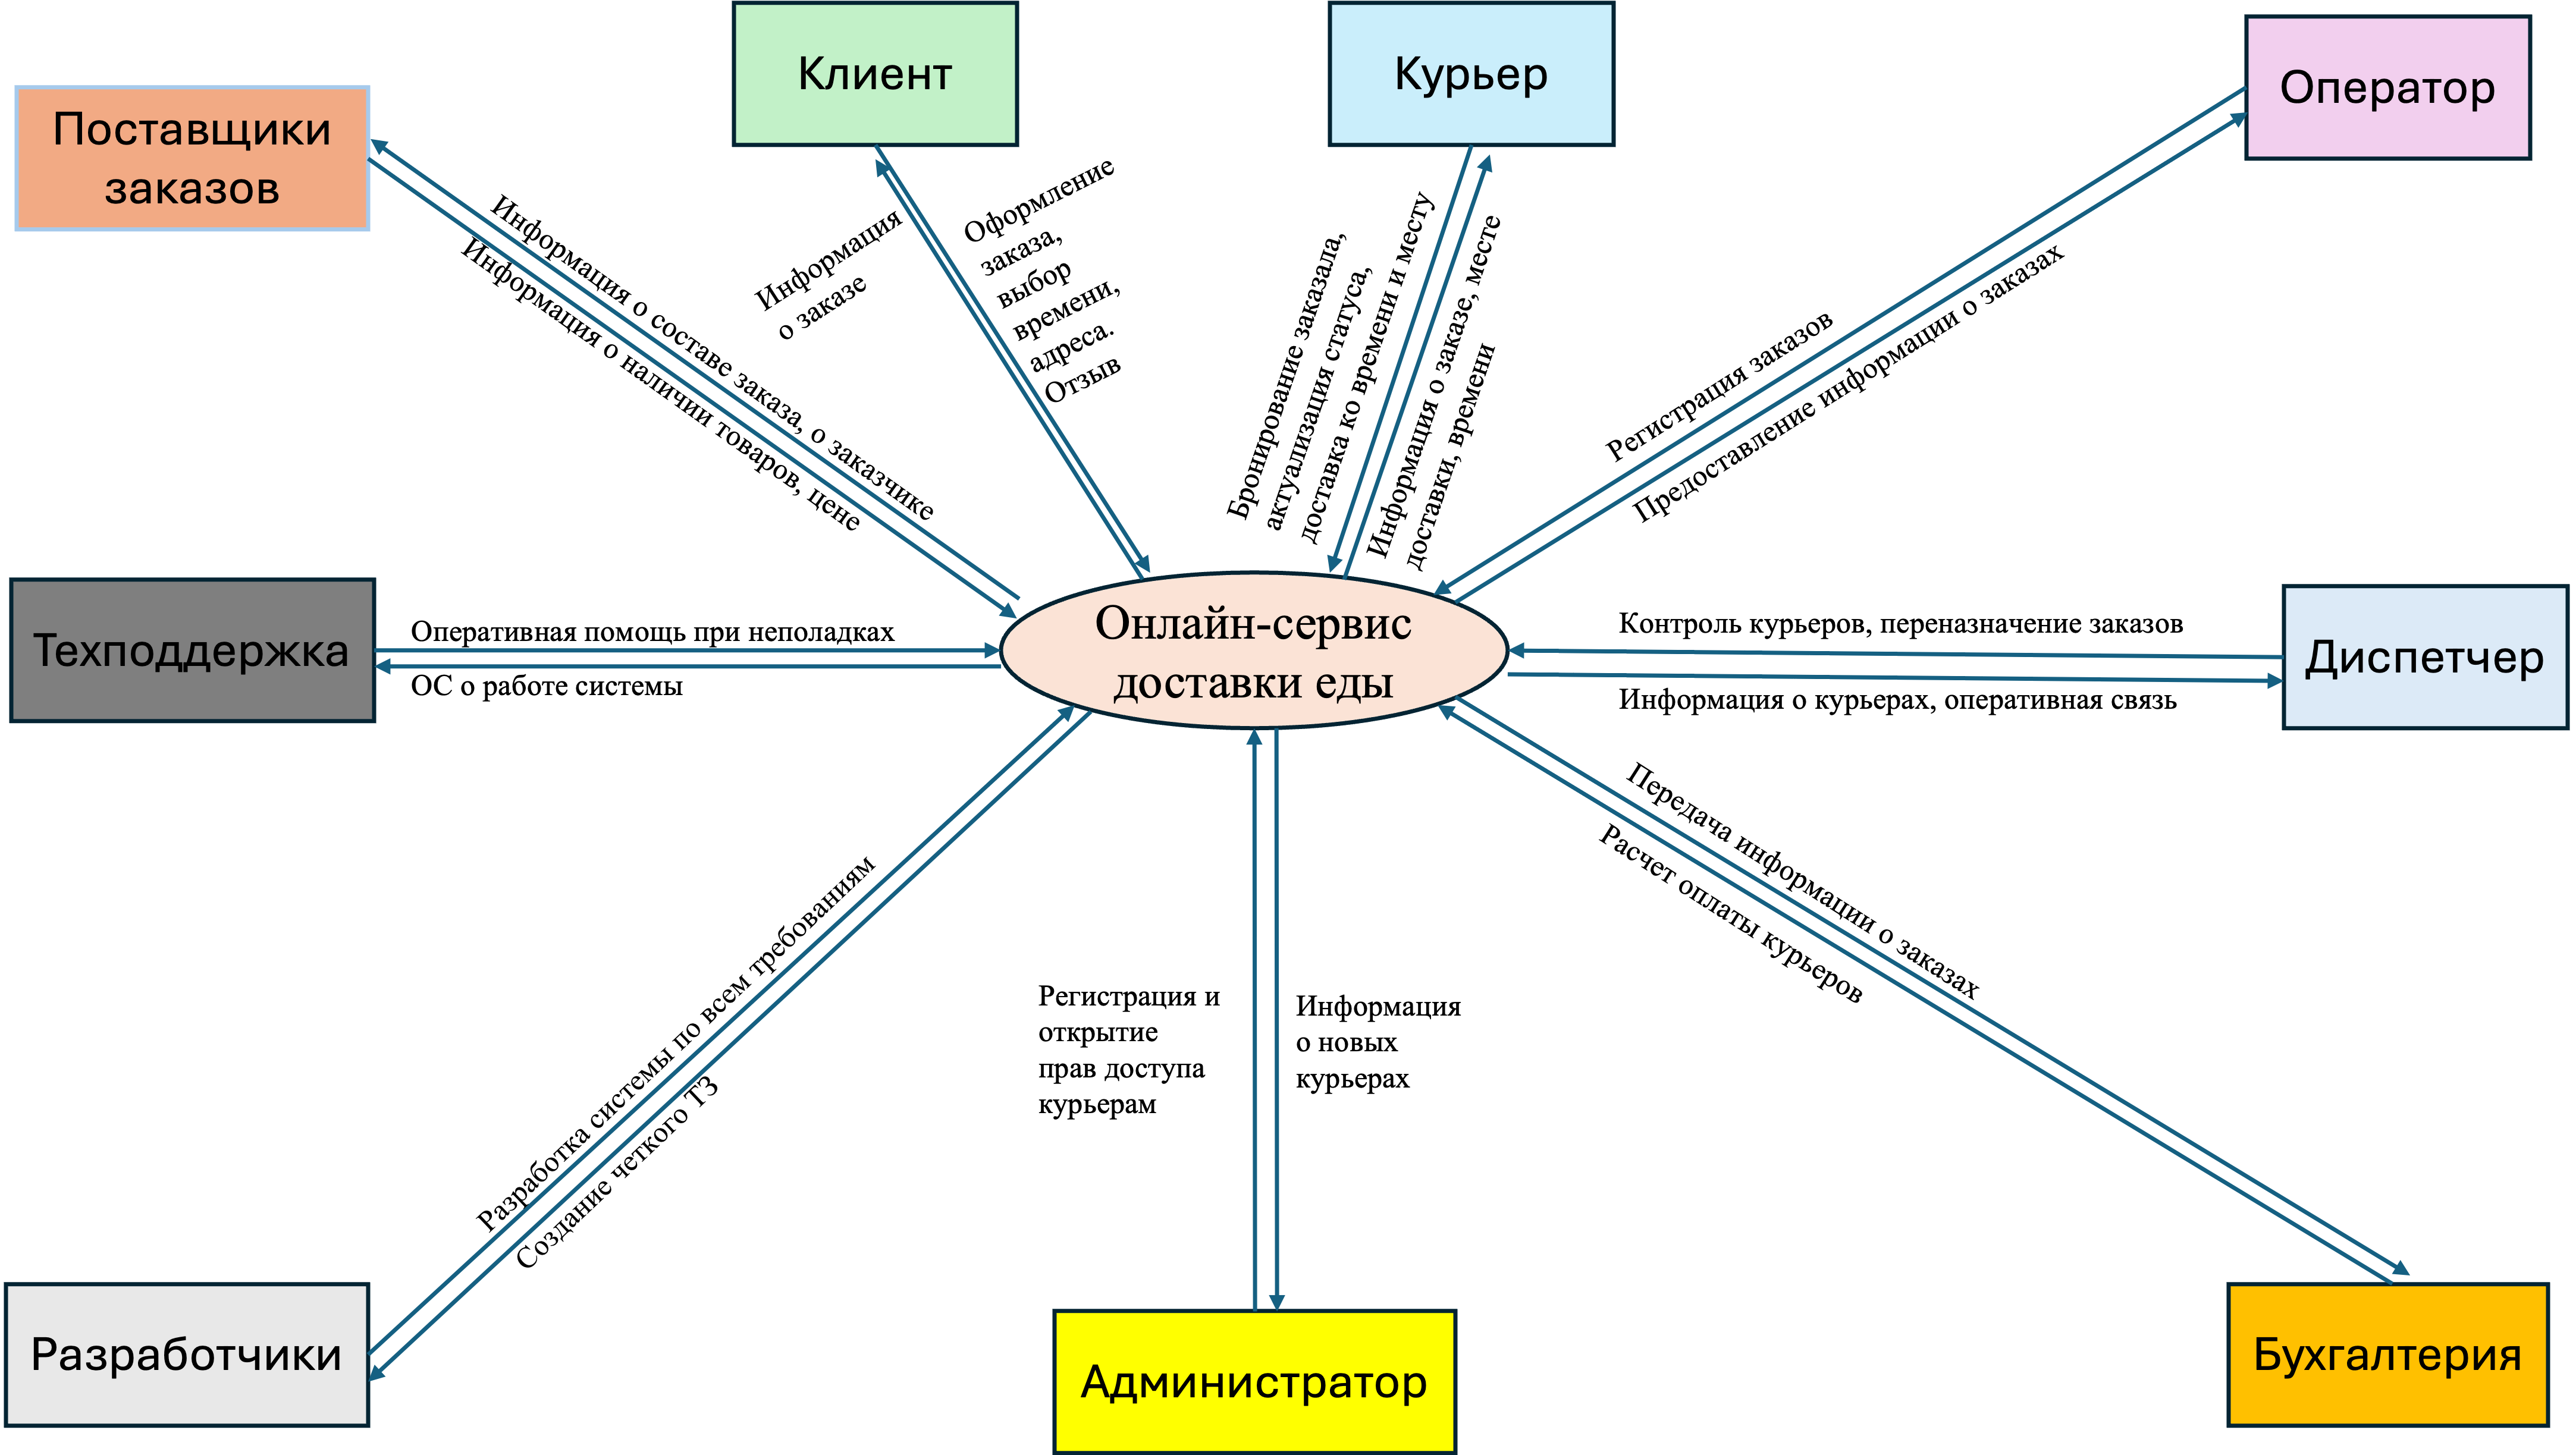 Клиент
Курьер
Оператор
Поставщики
заказов
Информация о составе заказа, о заказчике
Информация о наличии товаров, цене
Информация
о заказе
Оформление
заказа,
выбор
времени,
адреса.
Отзыв
Бронирование заказала,
актуализация статуса,
доставка ко времени и месту
Информация о заказе, месте
доставки, времени
Регистрация заказов
Предоставление информации о заказах
Техподдержка
Оперативная помощь при неполадках
ОС о работе системы
Онлайн-сервис
доставки еды
Контроль курьеров, переназначение заказов
Информация о курьерах, оперативная связь
Диспетчер
Разработка системы по всем требованиям
Создание четкого ТЗ
Регистрация и
открытие
прав доступа
курьерам
Информация
о новых
курьерах
Передача информации о заказах
Расчет оплаты курьеров
Разработчики
Администратор
Бухгалтерия